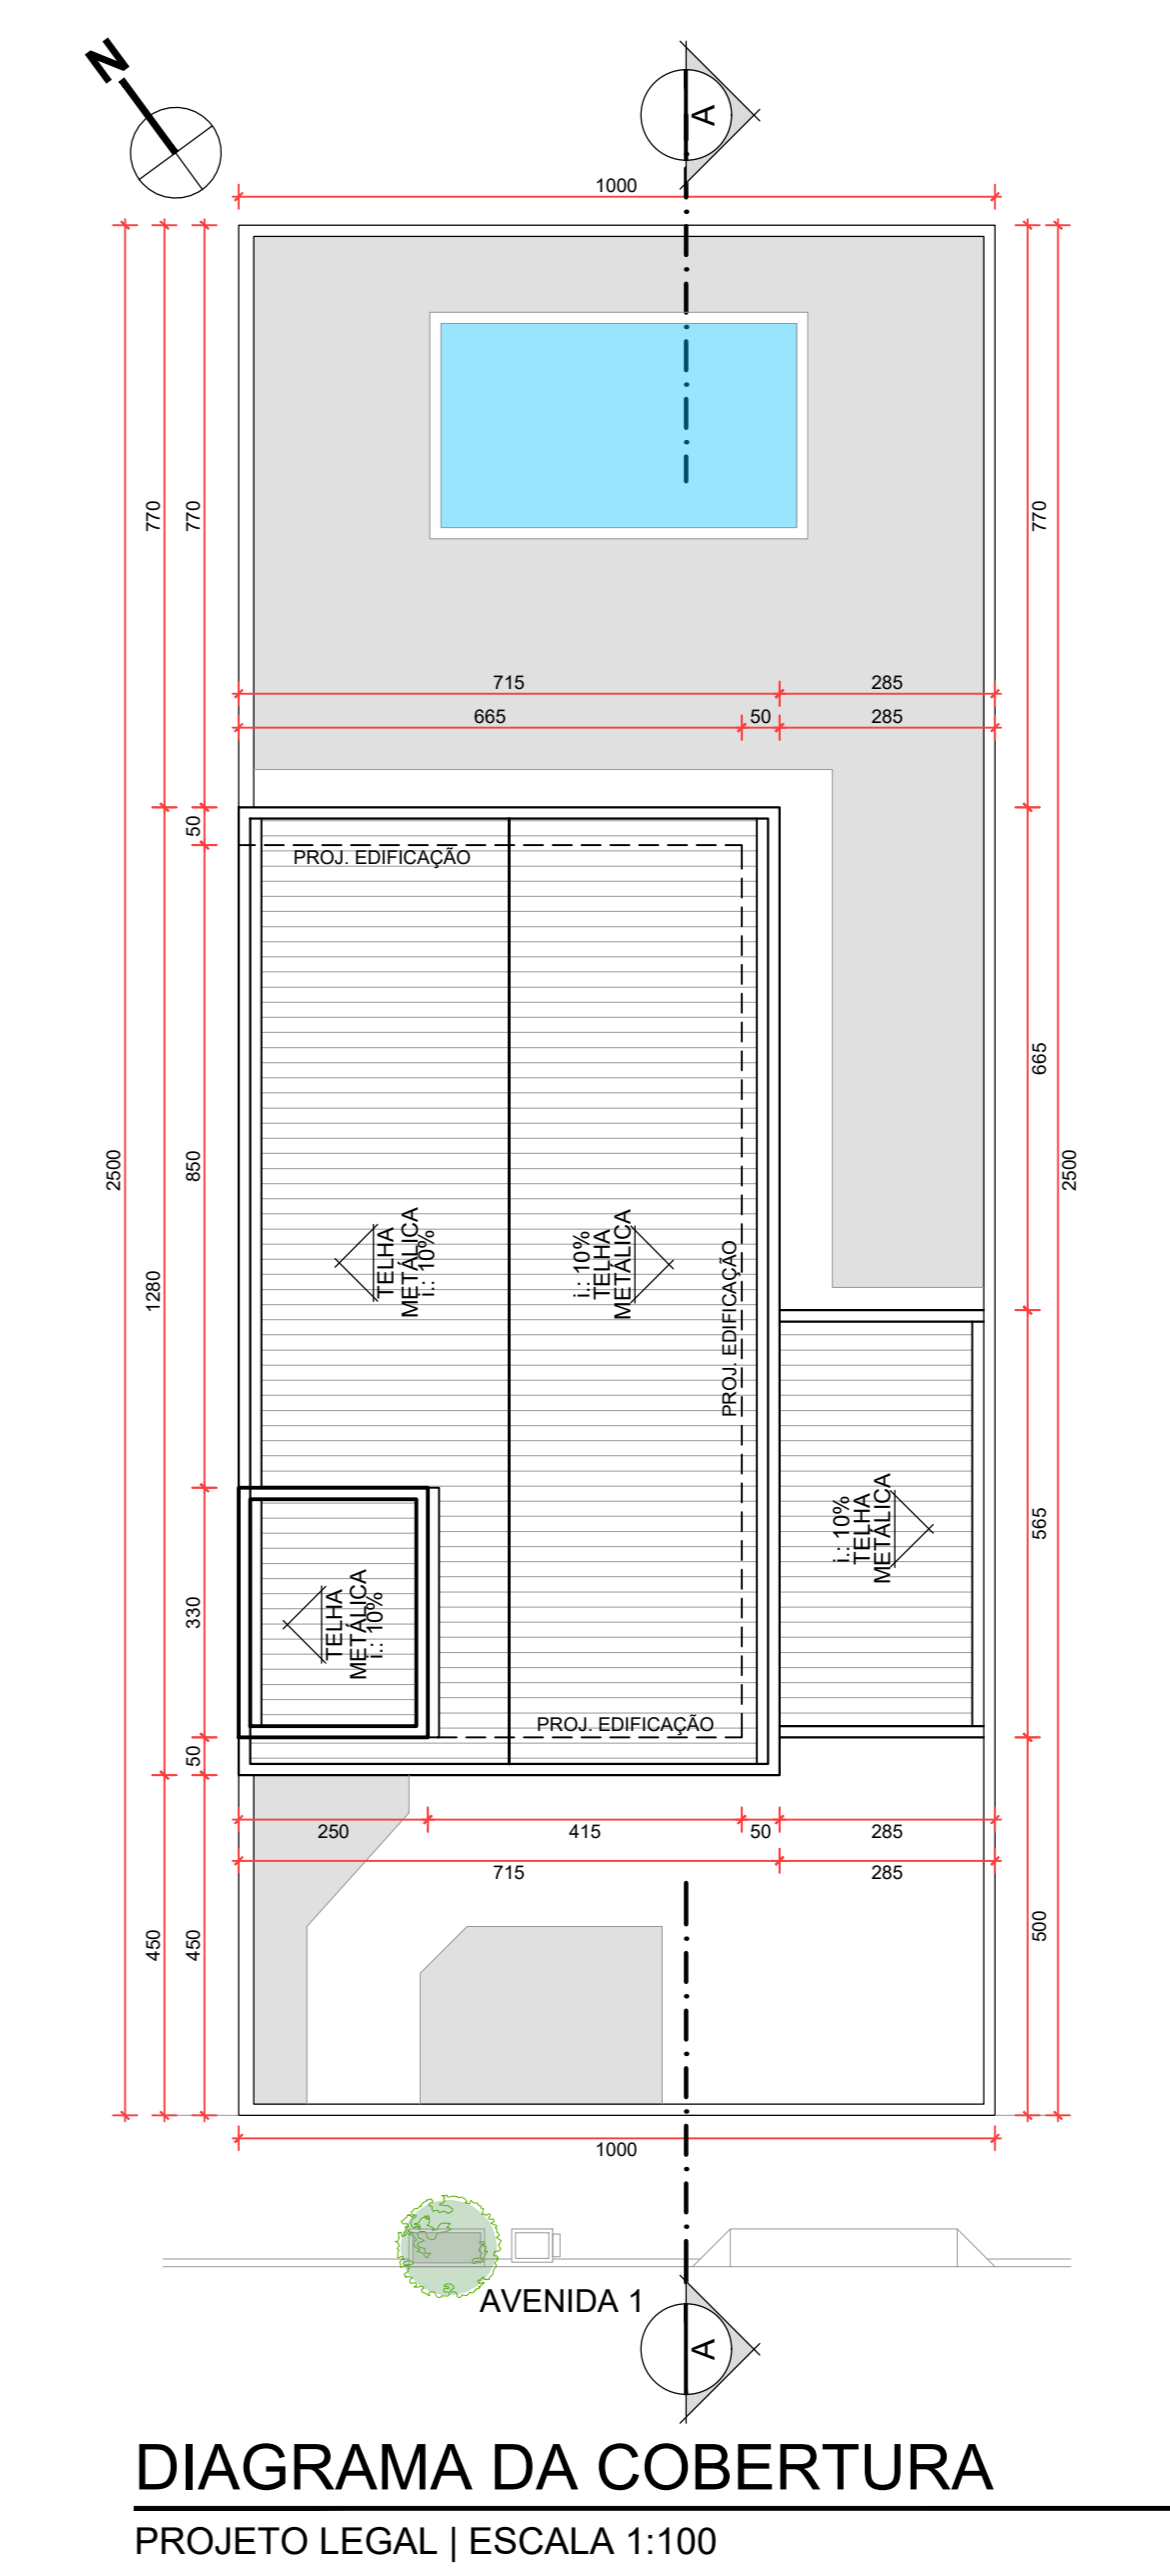 N
A
1000
770
770
770
715
285
665
50
285
50
PROJ. EDIFICAÇÃO
665
2500
850
2500
TELHA
METÁLICA
i.: 10%
i.: 10%
TELHA
METÁLICA
PROJ. EDIFICAÇÃO
1280
i.: 10%
TELHA
METÁLICA
565
330
TELHA
METÁLICA
i.: 10%
PROJ. EDIFICAÇÃO
50
250
415
50
285
715
285
450
450
500
1000
AVENIDA 1
A
DIAGRAMA DA COBERTURA
PROJETO LEGAL | ESCALA 1:100